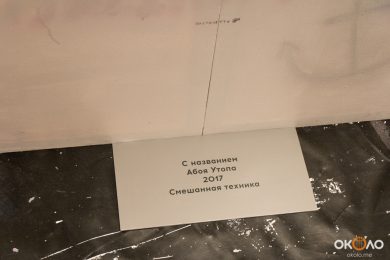 С названием
Абоя Утопа
2017
Смешанная техника
ОКОЛО
okolo.me